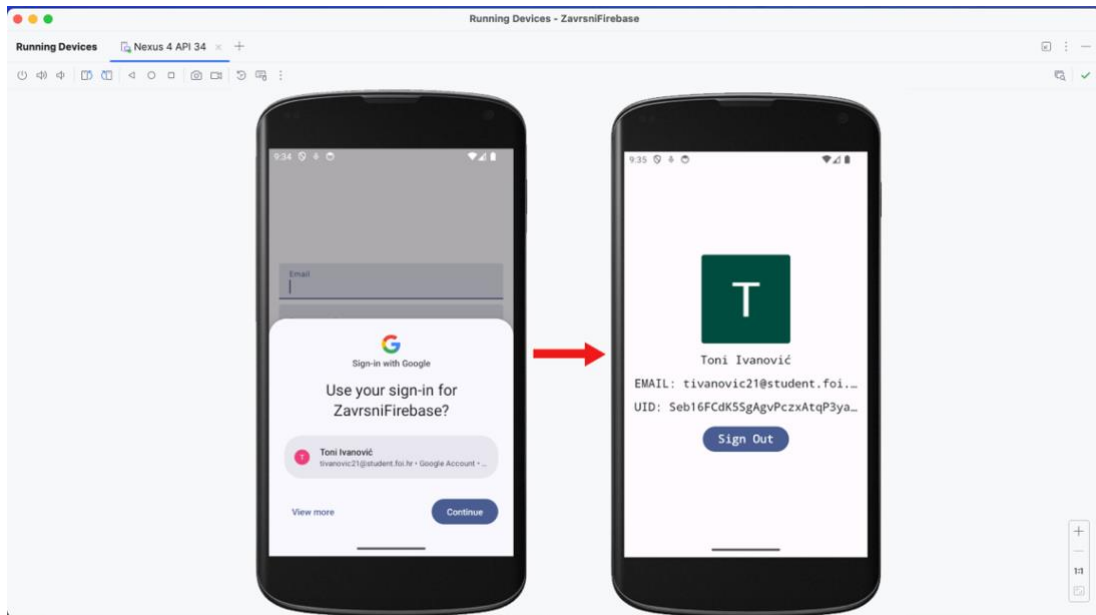 Running Devices - ZavrsniFirebase
Running Devices Nexus 4 API 34
9:34
Email
Sign-in with Google
Use your sign-in for
ZavrsniFirebase?
T
Toni Ivanović
tivanovic21@student.foi.hr • Google Account • ...
View more
Continue
9:35
T
Toni Ivanović
EMAIL: tivanovic21@student.foi.…
UID: Seb16FCdK5SgAgvPczxAtqP3ya…
Sign Out
1:1